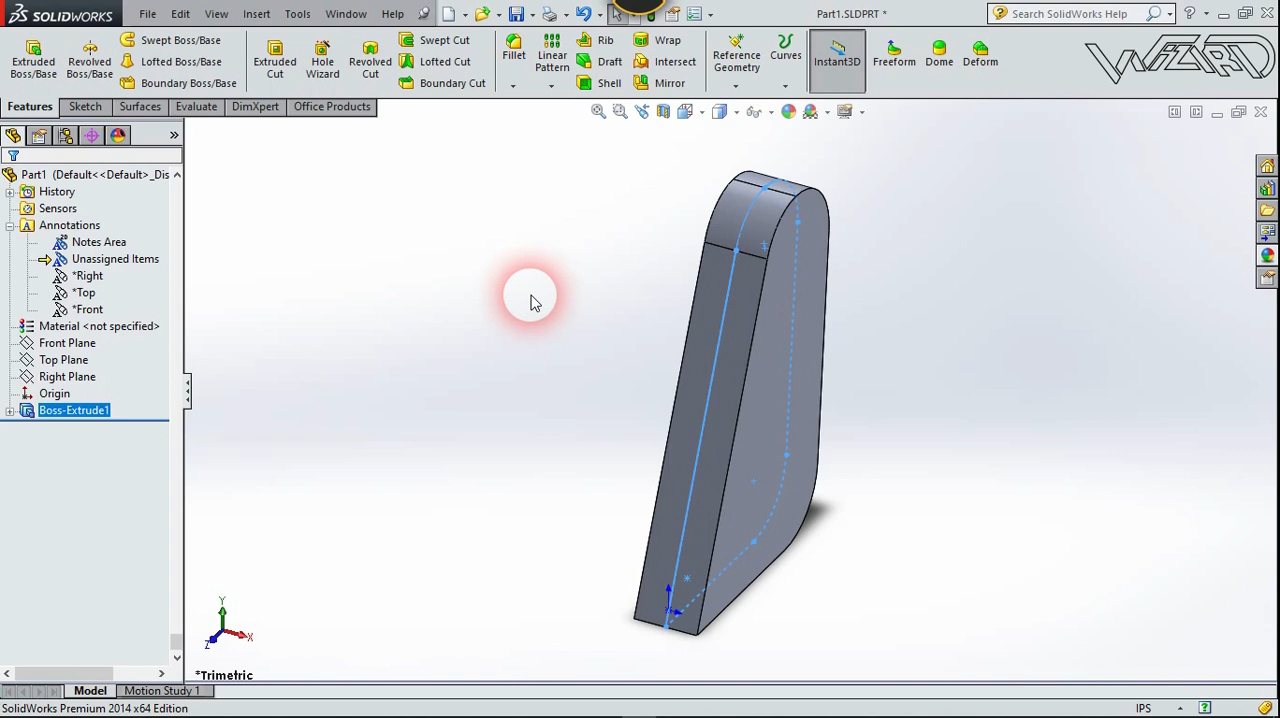 SOLIDWORKS File Edit View Insert Tools Window Help Part1.SLDPRT * Search SolidWorks Help
Extruded Boss/Base
Revolved Boss/Base
Swept Boss/Base
Lofted Boss/Base
Boundary Boss/Base
Extruded Cut
Hole Wizard
Revolved Cut
Swept Cut
Lofted Cut
Boundary Cut
Fillet
Linear Pattern
Rib
Draft
Shell
Wrap
Intersect
Mirror
Reference Geometry
Curves
Instant3D
Freeform
Dome
Deform
WIZARD
Features Sketch Surfaces Evaluate DimXpert Office Products
Part1 (Default<<Default>_Dis
History
Sensors
Annotations
Notes Area
Unassigned Items
*Right
*Top
*Front
Material <not specified>
Front Plane
Top Plane
Right Plane
Origin
Boss-Extrude1
Y
X
Z
*Trimetric
Model Motion Study 1
SolidWorks Premium 2014 x64 Edition IPS